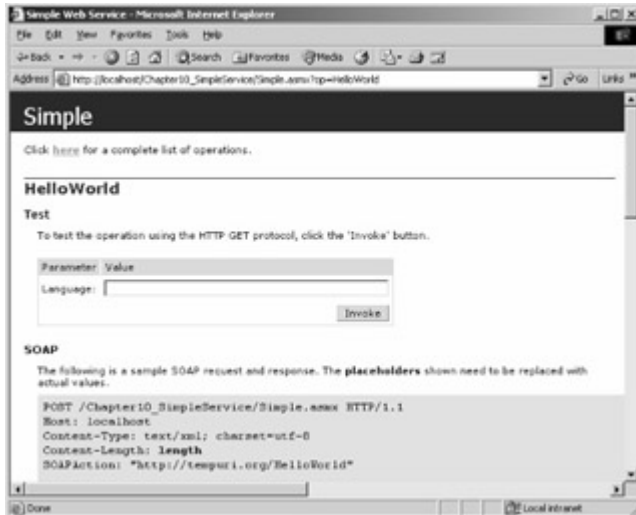 Simple Web Service - Microsoft Internet Explorer
File Edit View Favorites Tools Help
Back Search Favorites Media
Address http://localhost/Chapter10_SimpleService/Simple.asmx?op=HelloWorld Go Links »
Simple
Click here for a complete list of operations.
HelloWorld
Test
To test the operation using the HTTP GET protocol, click the 'Invoke' button.
Parameter Value
Language:
Invoke
SOAP
The following is a sample SOAP request and response. The placeholders shown need to be replaced with
actual values.
POST /Chapter10_SimpleService/Simple.asmx HTTP/1.1
Host: localhost
Content-Type: text/xml; charset=utf-8
Content-Length: length
SOAPAction: "http://tempuri.org/HelloWorld"
Done Local intranet